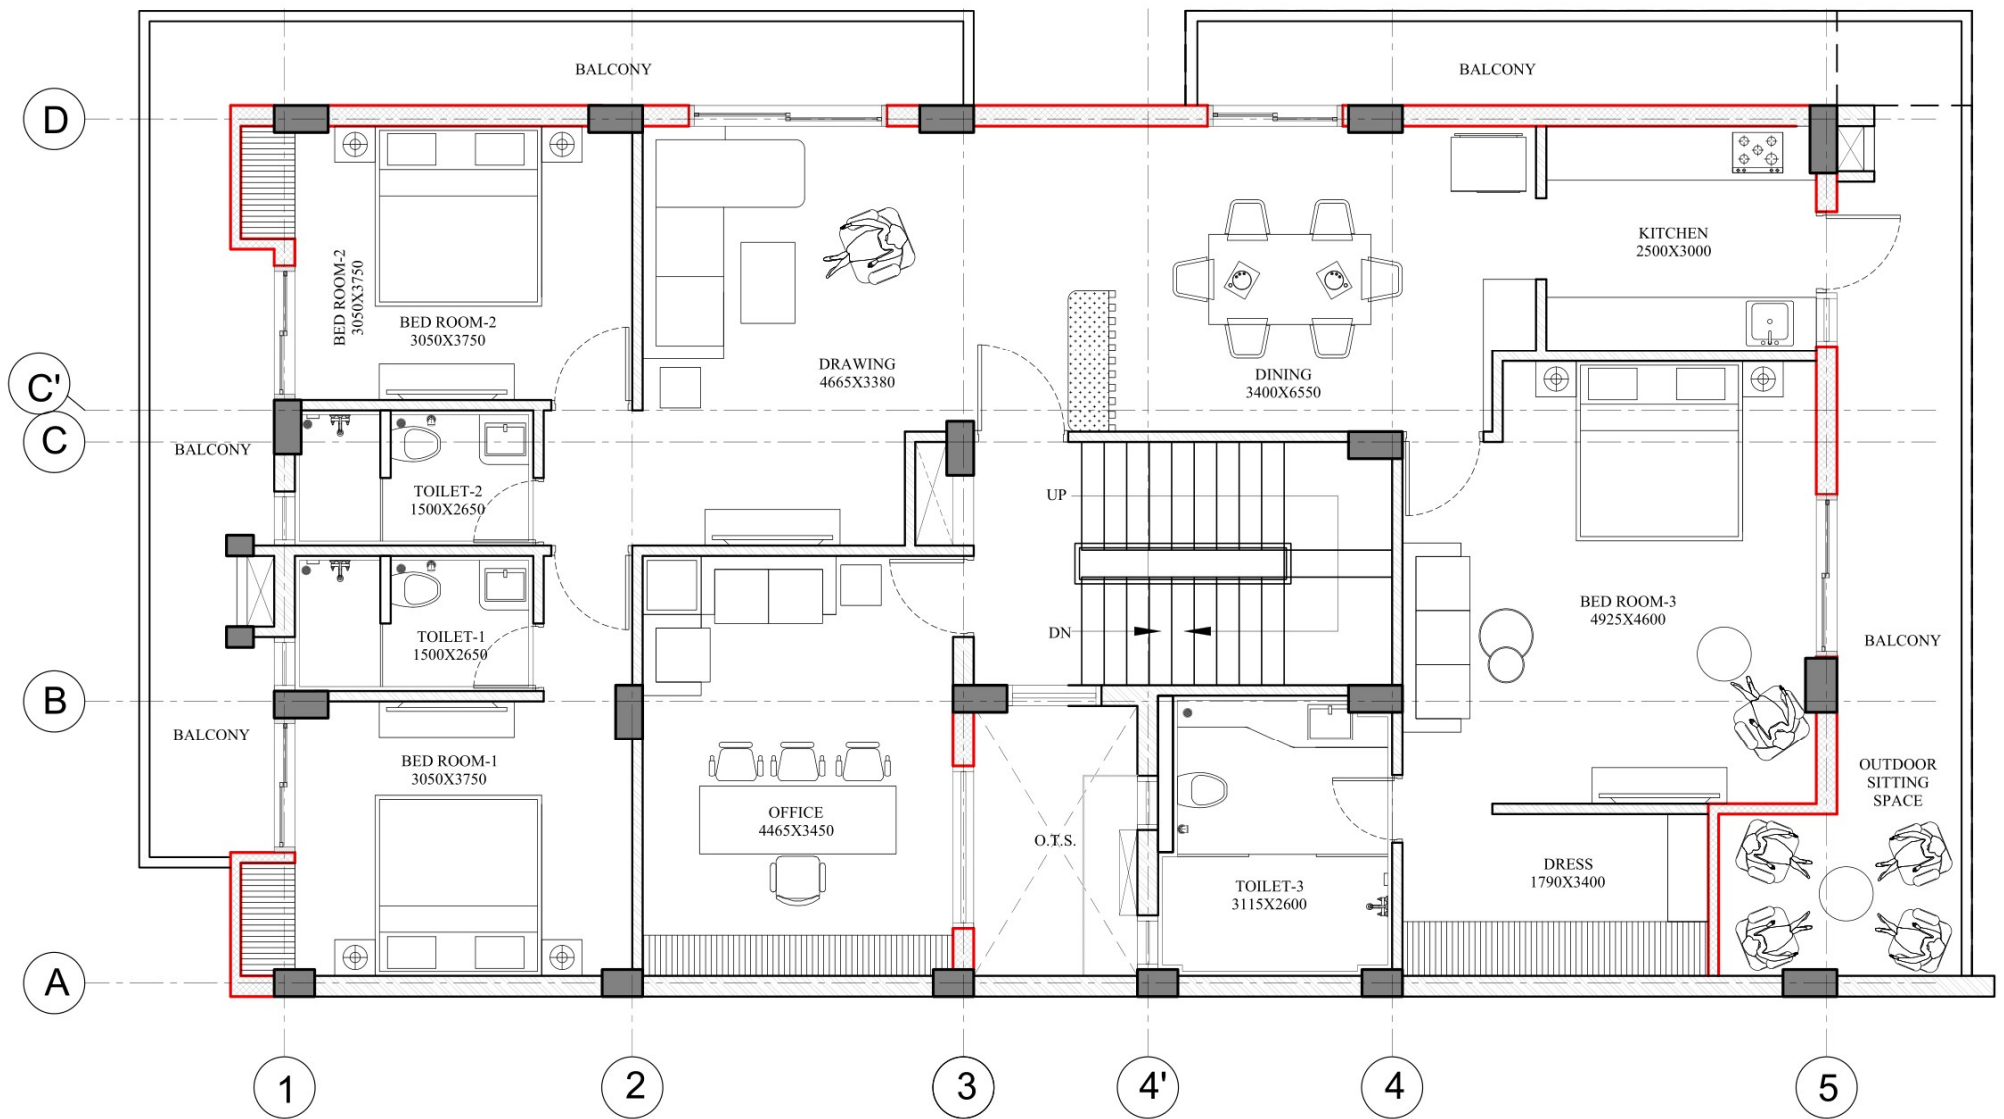 BALCONY
BALCONY
D
BED ROOM-2
3050X3750
KITCHEN
2500X3000
BED ROOM-2
3050X3750
DRAWING
4665X3380
DINING
3400X6550
C'
C
BALCONY
TOILET-2
1500X2650
UP
BED ROOM-3
4925X4600
DN
TOILET-1
1500X2650
BALCONY
B
BALCONY
BED ROOM-1
3050X3750
OUTDOOR
SITTING
SPACE
OFFICE
4465X3450
O.T.S.
DRESS
1790X3400
TOILET-3
3115X2600
A
1
2
3
4'
4
5